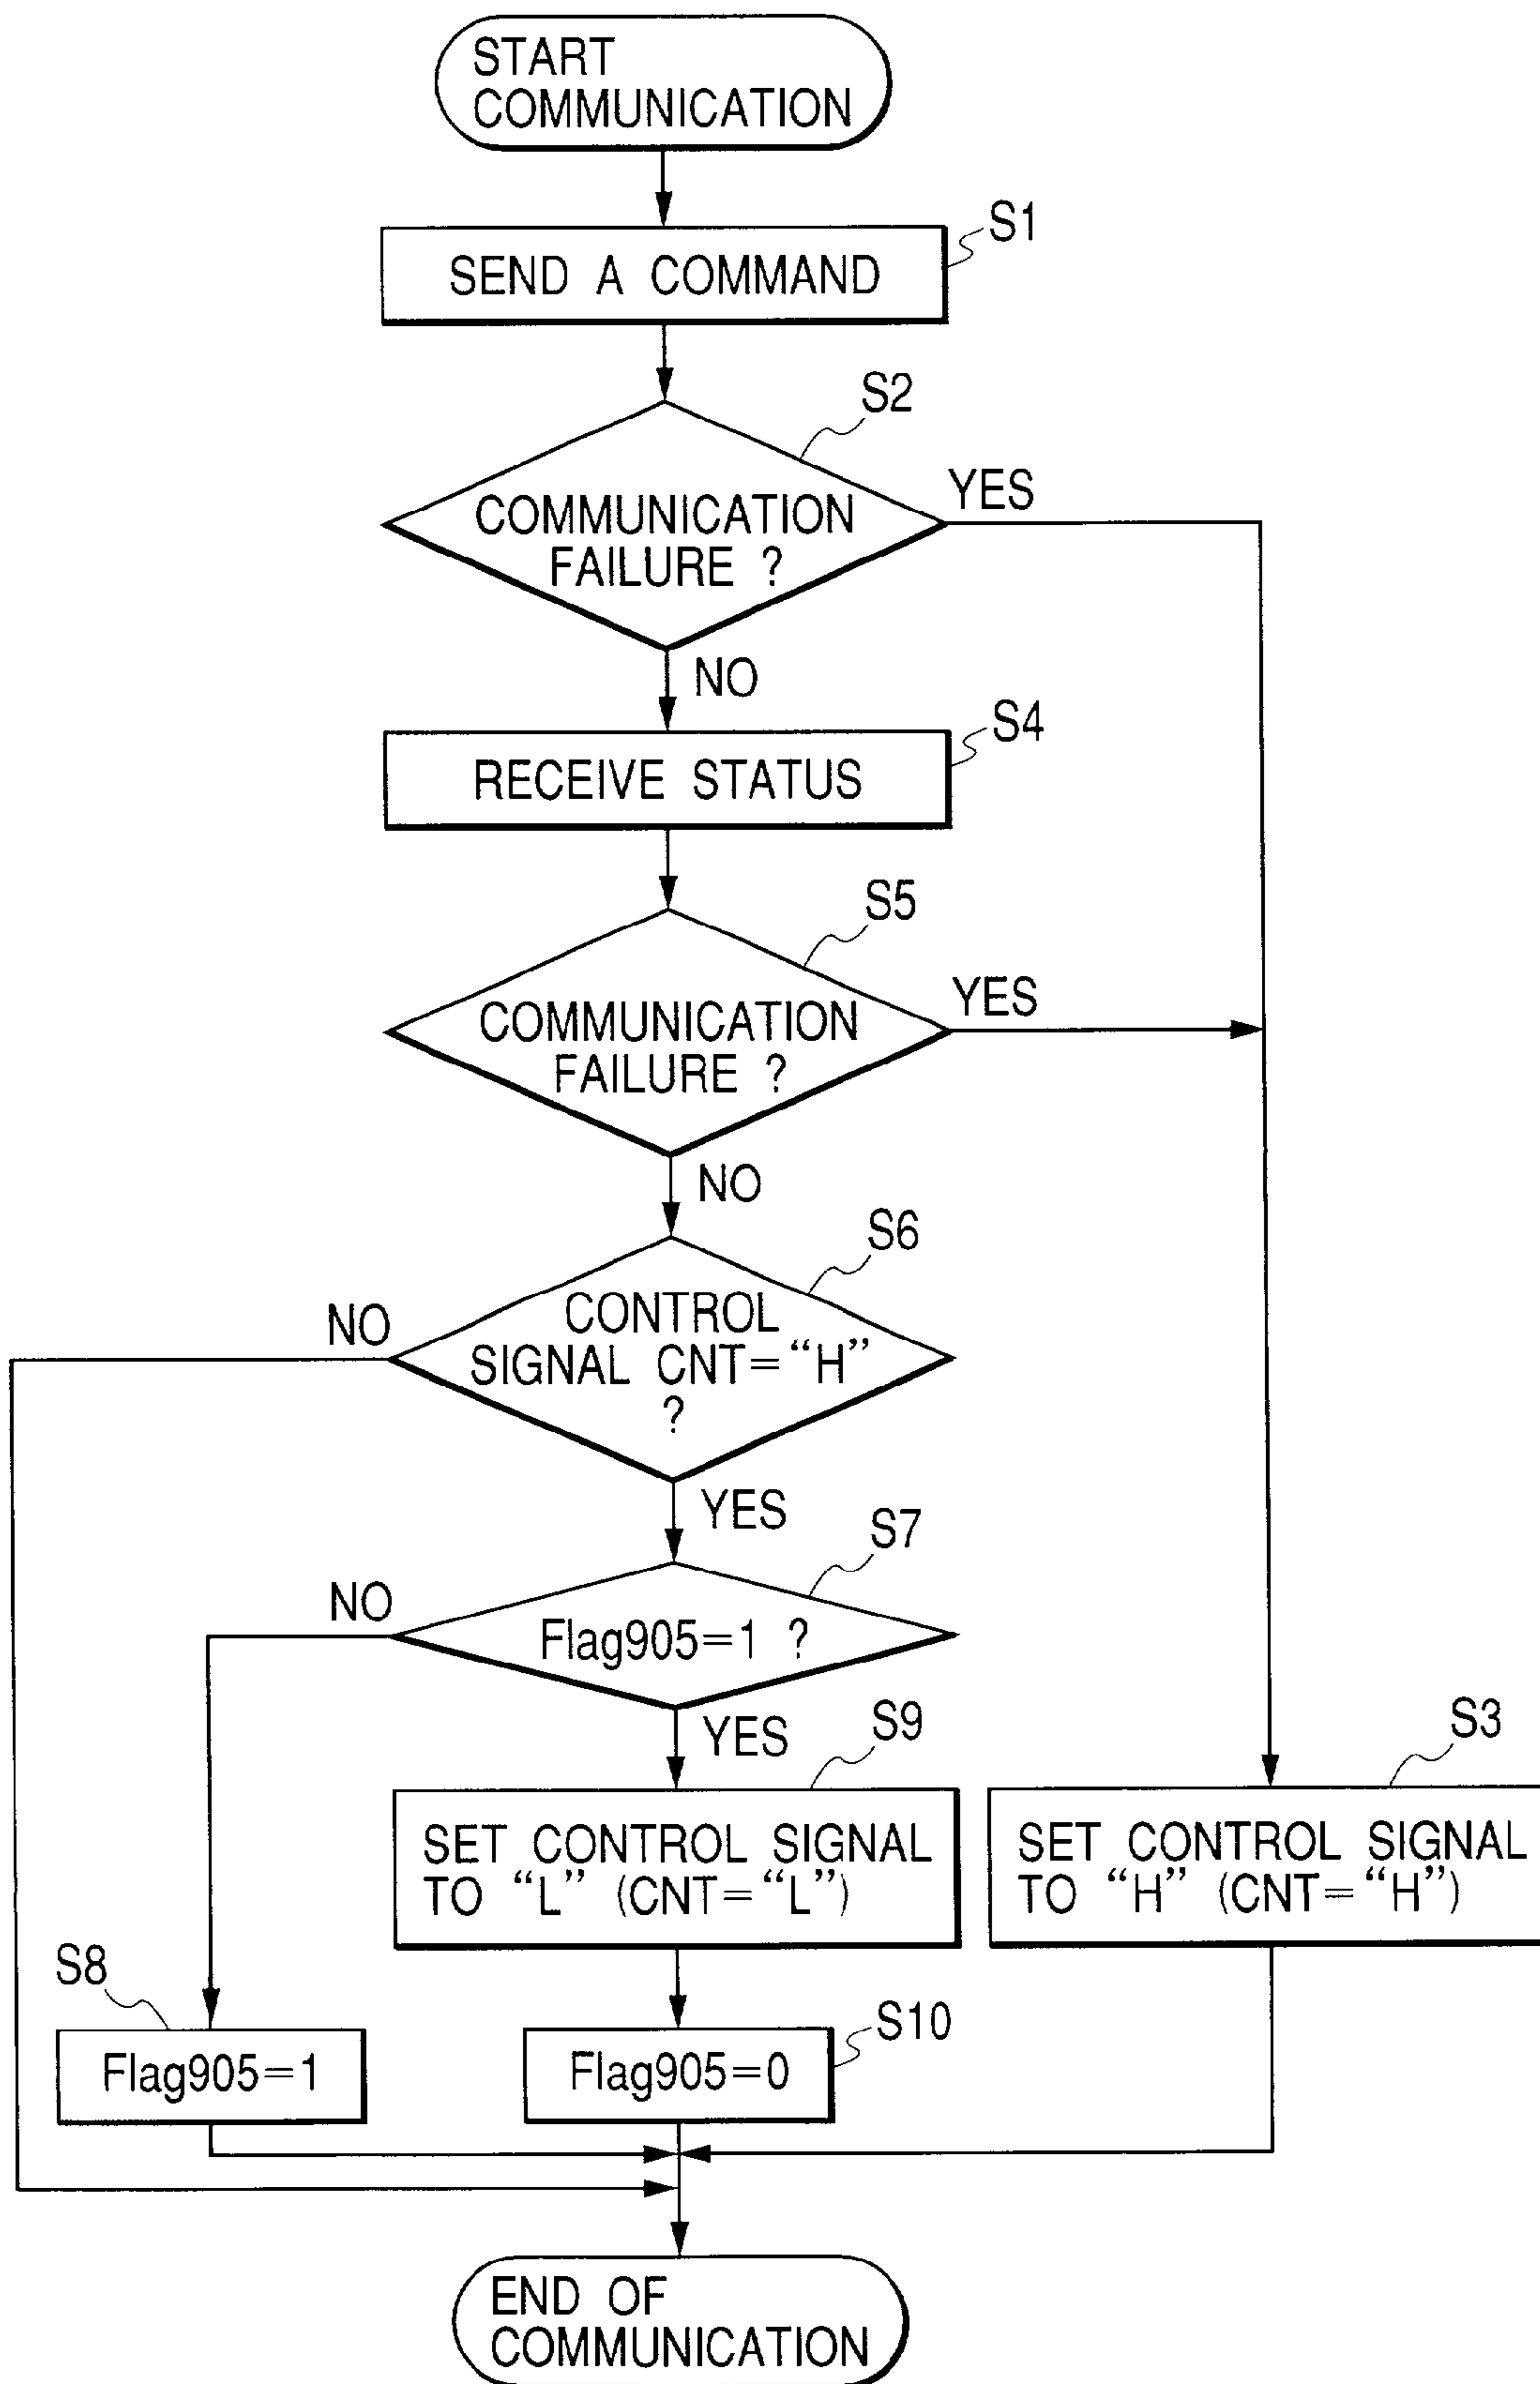 START
COMMUNICATION
S1
SEND A COMMAND
S2
COMMUNICATION
FAILURE ?
YES
NO
S4
RECEIVE STATUS
S5
COMMUNICATION
FAILURE ?
YES
NO
S6
CONTROL
SIGNAL CNT=“H”
?
NO
YES
S7
Flag905=1 ?
NO
YES
S9
SET CONTROL SIGNAL
TO “L” (CNT=“L”)
S3
SET CONTROL SIGNAL
TO “H” (CNT=“H”)
S8
Flag905=1
S10
Flag905=0
END OF
COMMUNICATION